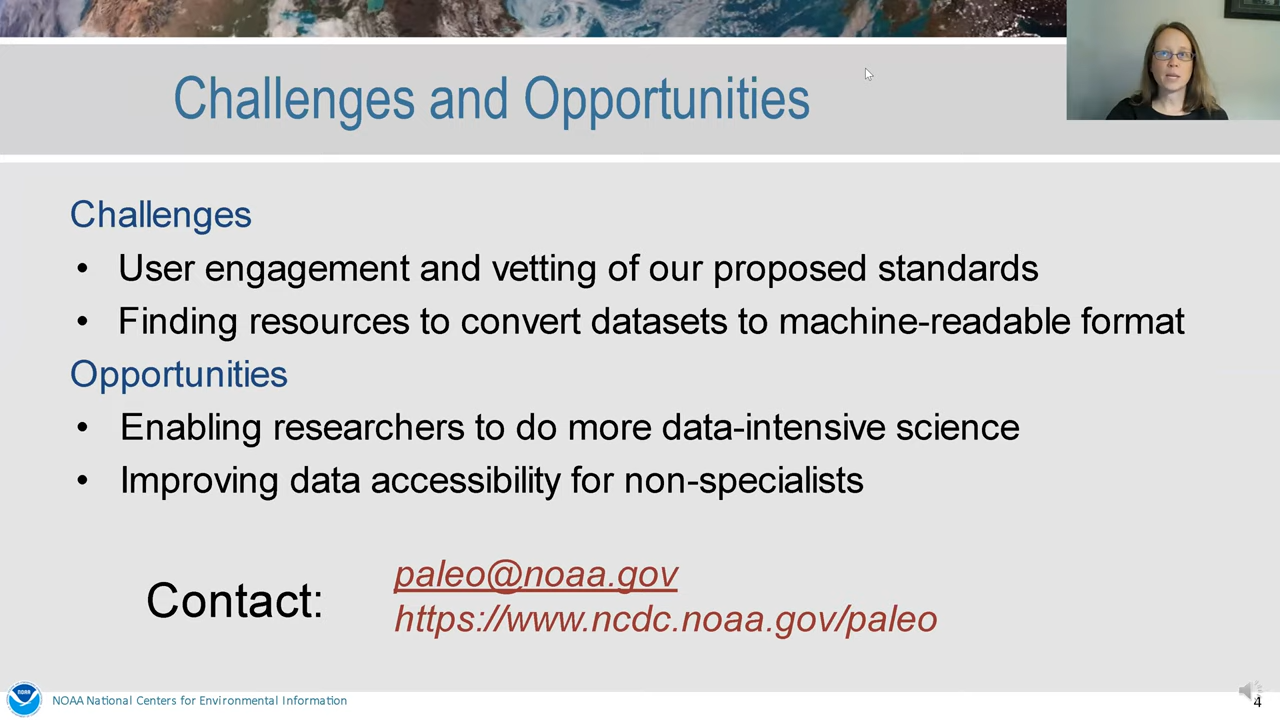 Challenges and Opportunities
Challenges
• User engagement and vetting of our proposed standards
• Finding resources to convert datasets to machine-readable format
Opportunities
• Enabling researchers to do more data-intensive science
• Improving data accessibility for non-specialists
Contact:
paleo@noaa.gov
https://www.ncdc.noaa.gov/paleo
NOAA
NOAA National Centers for Environmental Information
4